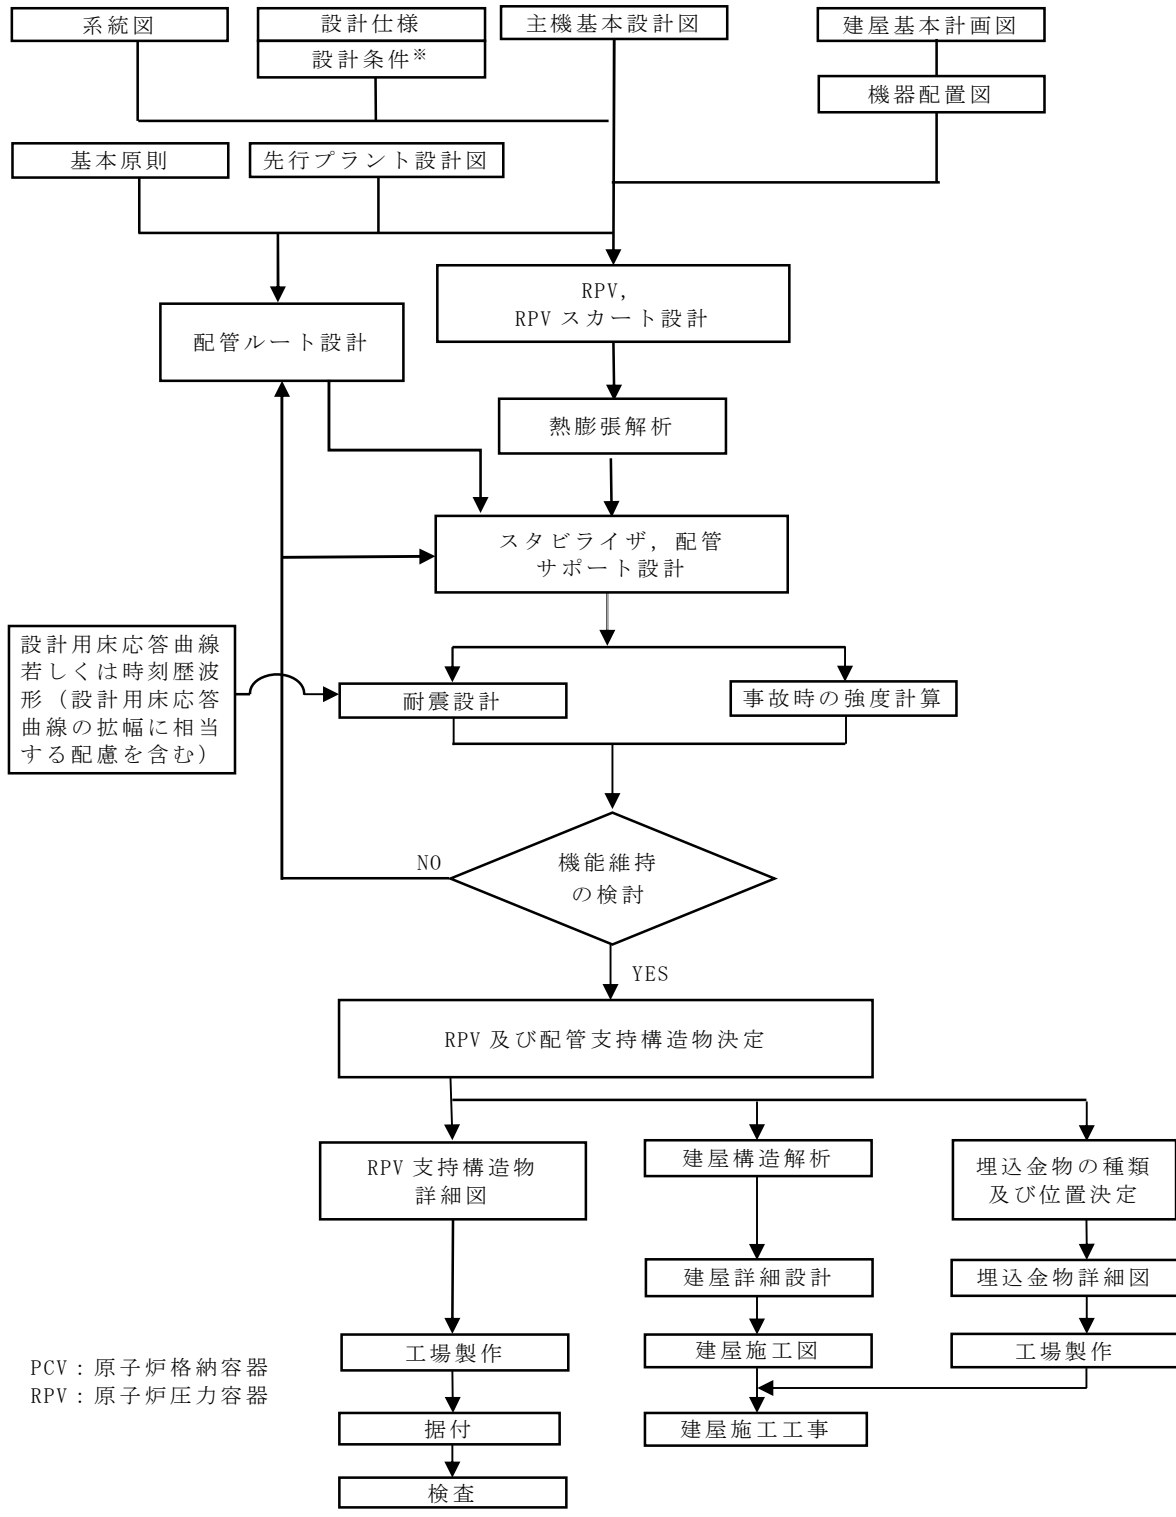 系統図
設計仕様
設計条件※
主機基本設計図
建屋基本計画図
機器配置図
基本原則
先行プラント設計図
RPV,
RPV スカート設計
配管ルート設計
熱膨張解析
スタビライザ, 配管
サポート設計
設計用床応答曲線
若しくは時刻歴波
形（設計用床応答
曲線の拡幅に相当
する配慮を含む）
耐震設計
事故時の強度計算
機能維持
の検討
NO
YES
RPV 及び配管支持構造物決定
RPV 支持構造物
詳細図
建屋構造解析
埋込金物の種類
及び位置決定
建屋詳細設計
埋込金物詳細図
工場製作
建屋施工図
工場製作
PCV：原子炉格納容器
RPV：原子炉圧力容器
据付
建屋施工工事
検査